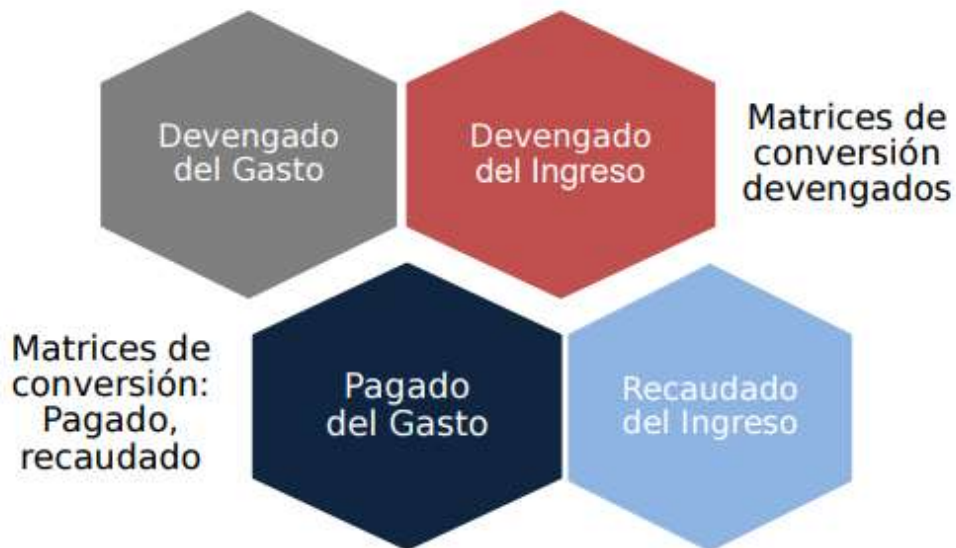 Devengado
del Gasto
Devengado
del Ingreso
Matrices de
conversión
devengados
Matrices de
conversión:
Pagado,
recaudado
Pagado
del Gasto
Recaudado
del Ingreso